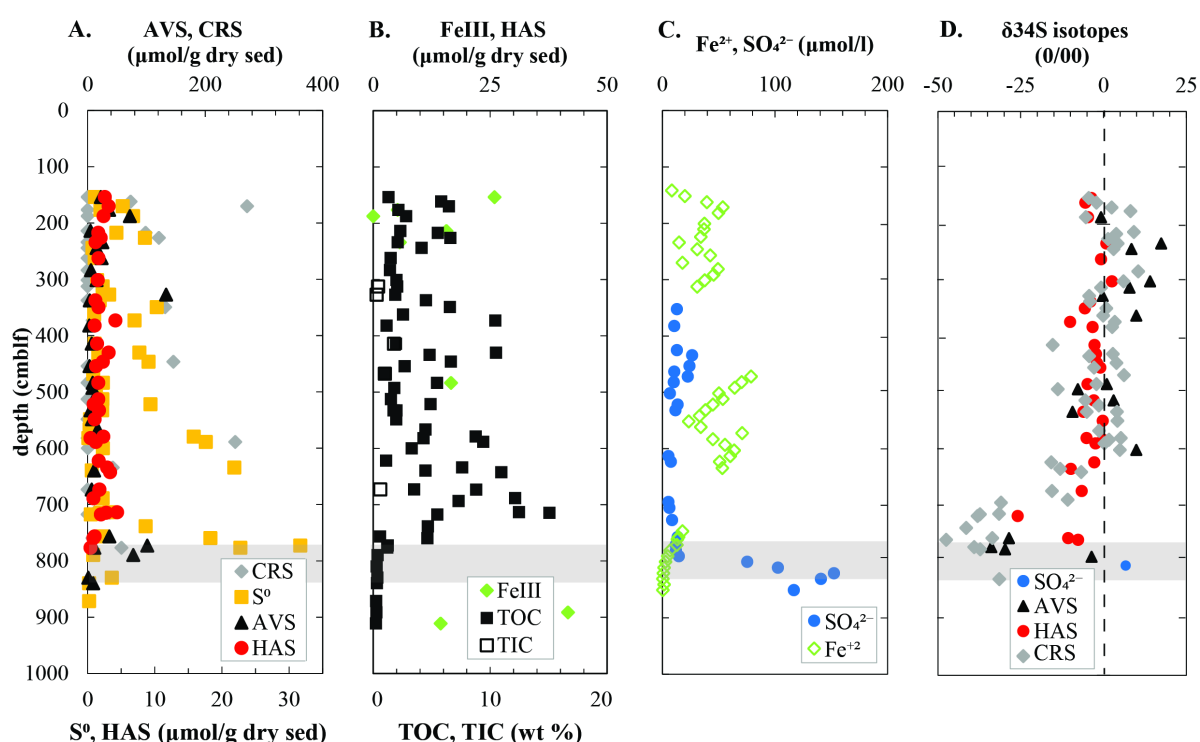 A. AVS, CRS
(µmol/g dry sed)
0 200 400
B. FeIII, HAS
(µmol/g dry sed)
0 25 50
C. Fe²⁺, SO₄²⁻ (µmol/l)
0 100 200
D. δ34S isotopes
(0/00)
-50 -25 0 25
depth (cmblf)
0
100
200
300
400
500
600
700
800
900
1000
CRS
S⁰
AVS
HAS
FeIII
TOC
TIC
SO₄²⁻
Fe⁺²
SO₄²⁻
AVS
HAS
CRS
0 10 20 30
S⁰, HAS (µmol/g dry sed)
0 10 20
TOC, TIC (wt %)